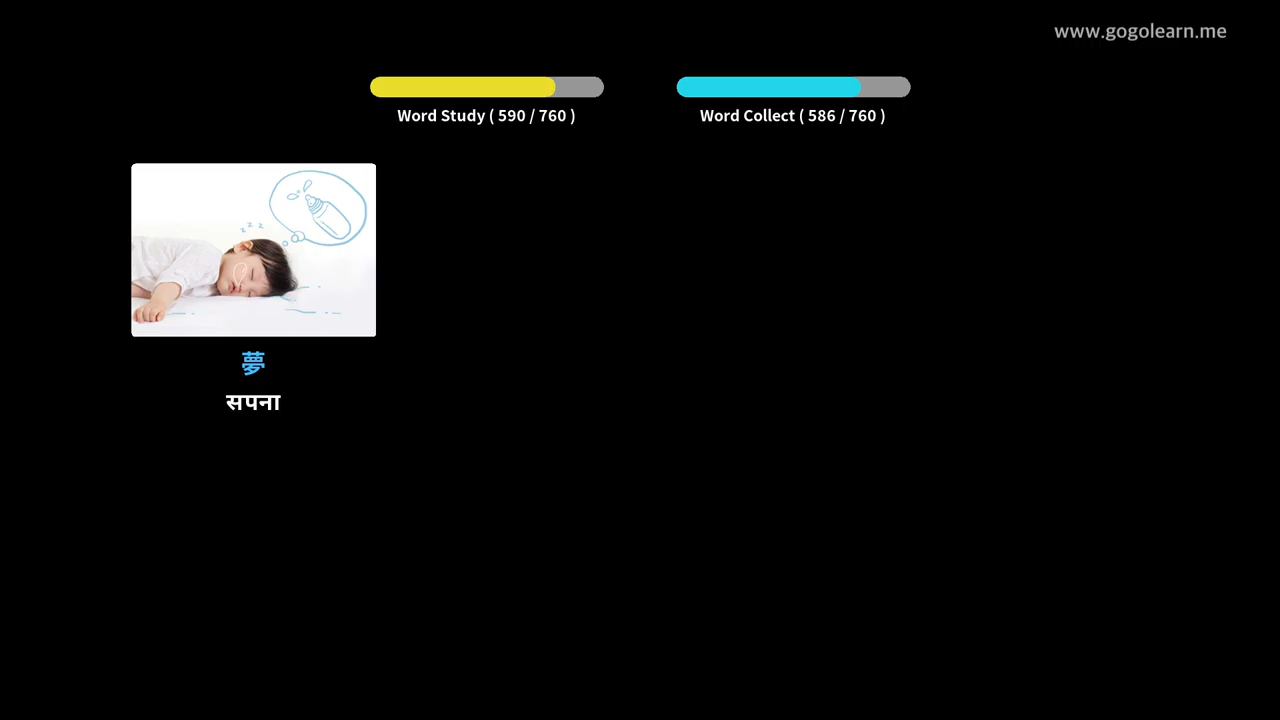 www.gogolearn.me
Word Study ( 590 / 760 )
Word Collect ( 586 / 760 )
z z z
夢
सपना